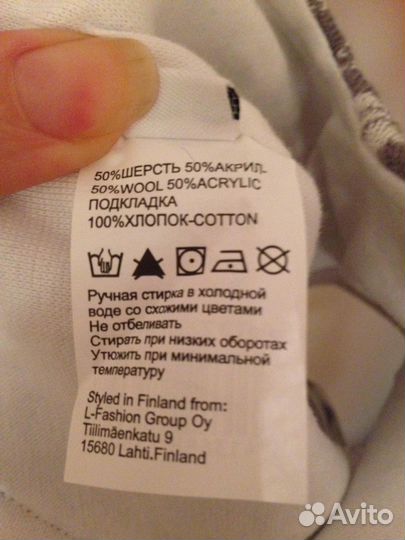 50%ШЕРСТЬ 50%АКРИЛ
50%WOOL 50%ACRYLIC
ПОДКЛАДКА
100%ХЛОПОК-COTTON
Ручная стирка в холодной
воде со схожими цветами
Не отбеливать
Стирать при низких оборотах
Утюжить при минимальной
температуру
Styled in Finland from:
L-Fashion Group Oy
Tiilimäenkatu 9
15680 Lahti.Finland
Avito